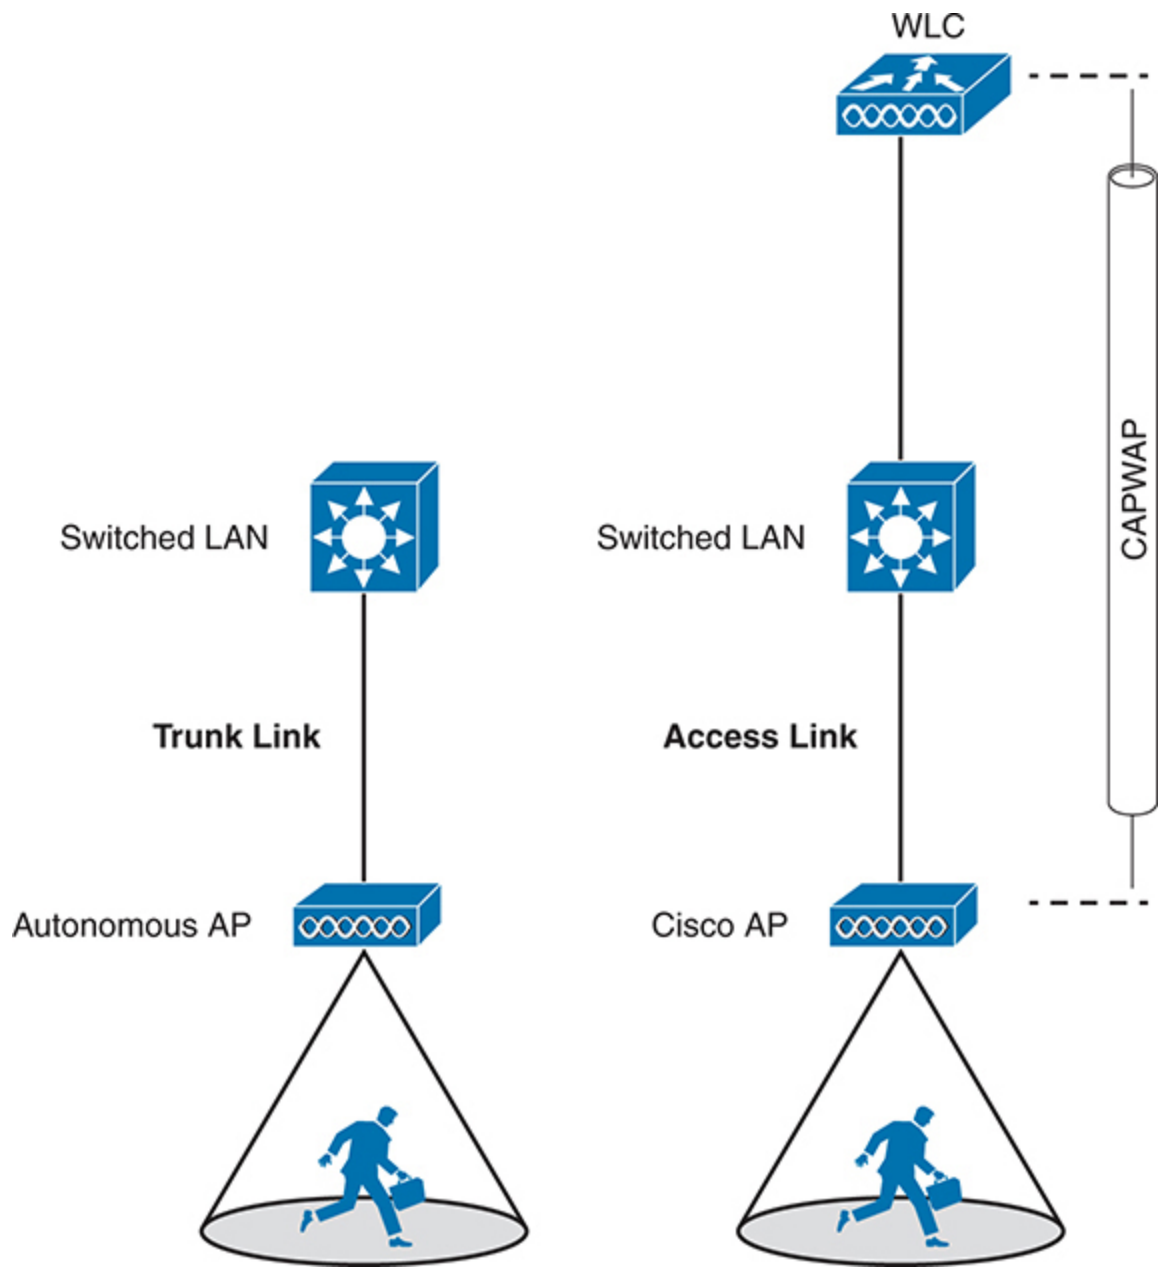 WLC
CAPWAP
Switched LAN
Switched LAN
Trunk Link
Access Link
Autonomous AP
Cisco AP